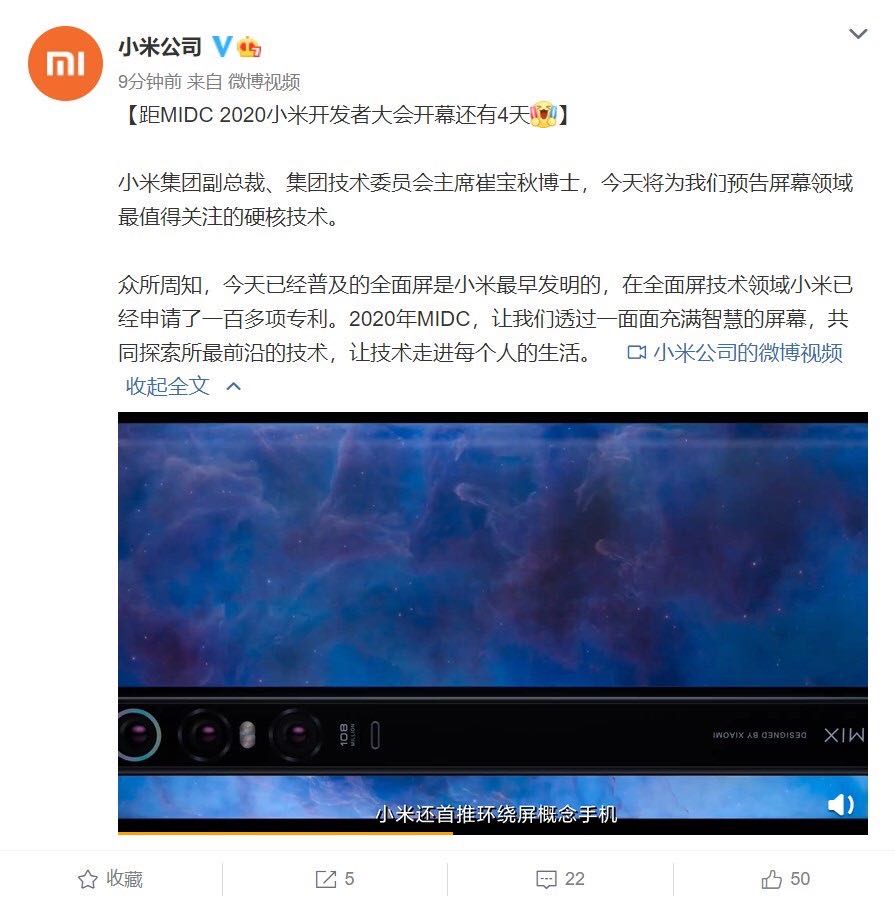 小米公司
9分钟前 来自 微博视频
【距MIDC 2020小米开发者大会开幕还有4天】
小米集团副总裁、集团技术委员会主席崔宝秋博士，今天将为我们预告屏幕领域
最值得关注的硬核技术。
众所周知，今天已经普及的全面屏是小米最早发明的，在全面屏技术领域小米已
经申请了一百多项专利。2020年MIDC，让我们透过一面面充满智慧的屏幕，共
同探索所最前沿的技术，让技术走进每个人的生活。 小米公司的微博视频
收起全文
108 MILLION
MIX DESIGNED BY XIAOMI
小米还首推环绕屏概念手机
收藏 5 22 50